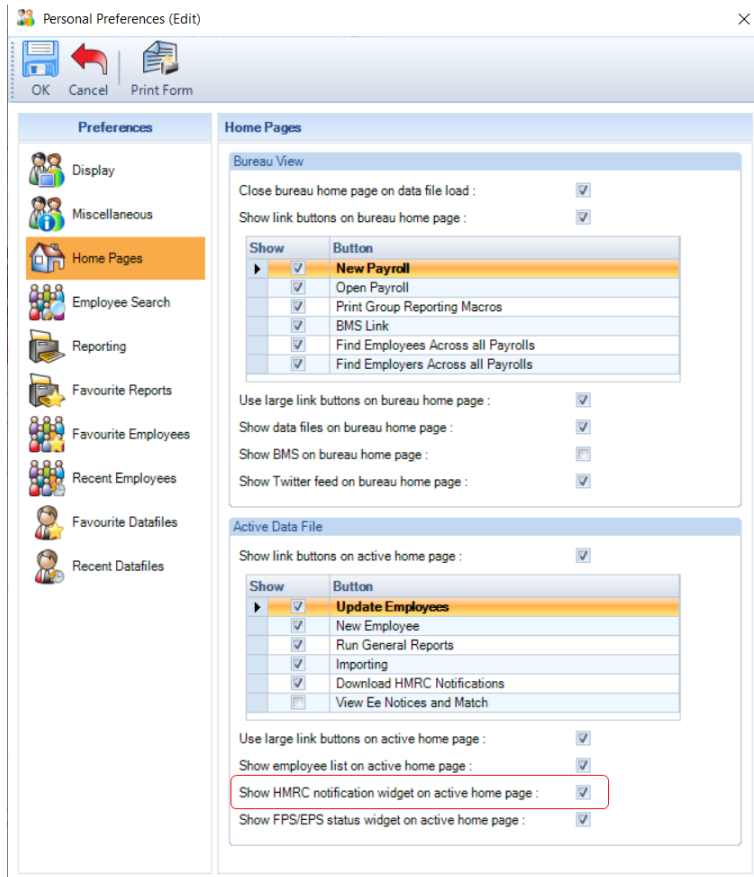 Personal Preferences (Edit)
OK Cancel Print Form
Preferences
Display
Miscellaneous
Home Pages
Employee Search
Reporting
Favourite Reports
Favourite Employees
Recent Employees
Favourite Datafiles
Recent Datafiles
Home Pages
Bureau View
Close bureau home page on data file load :
Show link buttons on bureau home page :
Show Button
New Payroll
Open Payroll
Print Group Reporting Macros
BMS Link
Find Employees Across all Payrolls
Find Employers Across all Payrolls
Use large link buttons on bureau home page :
Show data files on bureau home page :
Show BMS on bureau home page :
Show Twitter feed on bureau home page :
Active Data File
Show link buttons on active home page :
Show Button
Update Employees
New Employee
Run General Reports
Importing
Download HMRC Notifications
View Ee Notices and Match
Use large link buttons on active home page :
Show employee list on active home page :
Show HMRC notification widget on active home page :
Show FPS/EPS status widget on active home page :